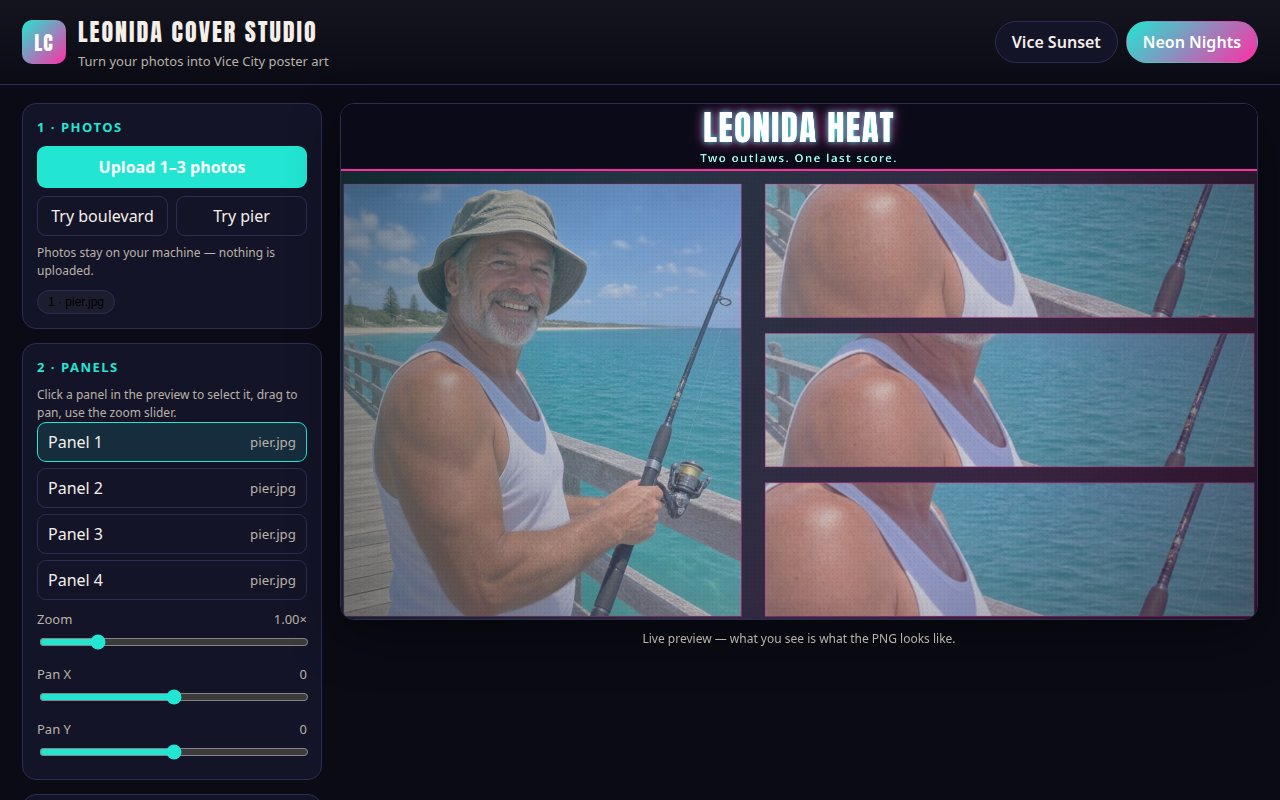 LC
LEONIDA COVER STUDIO
Turn your photos into Vice City poster art
Vice Sunset
Neon Nights
1 · PHOTOS
Upload 1–3 photos
Try boulevard
Try pier
Photos stay on your machine — nothing is
uploaded.
1 · pier.jpg
2 · PANELS
Click a panel in the preview to select it, drag to
pan, use the zoom slider.
Panel 1 pier.jpg
Panel 2 pier.jpg
Panel 3 pier.jpg
Panel 4 pier.jpg
Zoom 1.00×
Pan X 0
Pan Y 0
LEONIDA HEAT
Two outlaws. One last score.
Live preview — what you see is what the PNG looks like.